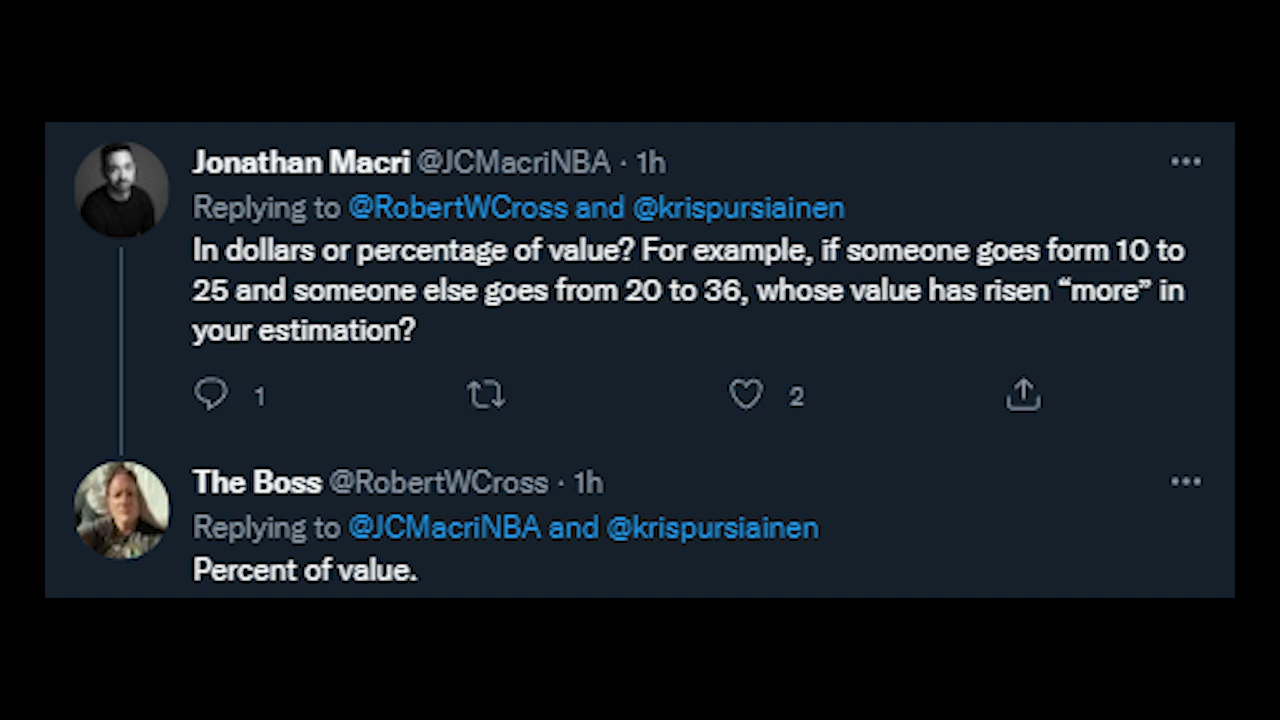 Jonathan Macri @JCMacriNBA · 1h
Replying to @RobertWCross and @krispursiainen
In dollars or percentage of value? For example, if someone goes form 10 to
25 and someone else goes from 20 to 36, whose value has risen “more” in
your estimation?
1 2
The Boss @RobertWCross · 1h
Replying to @JCMacriNBA and @krispursiainen
Percent of value.